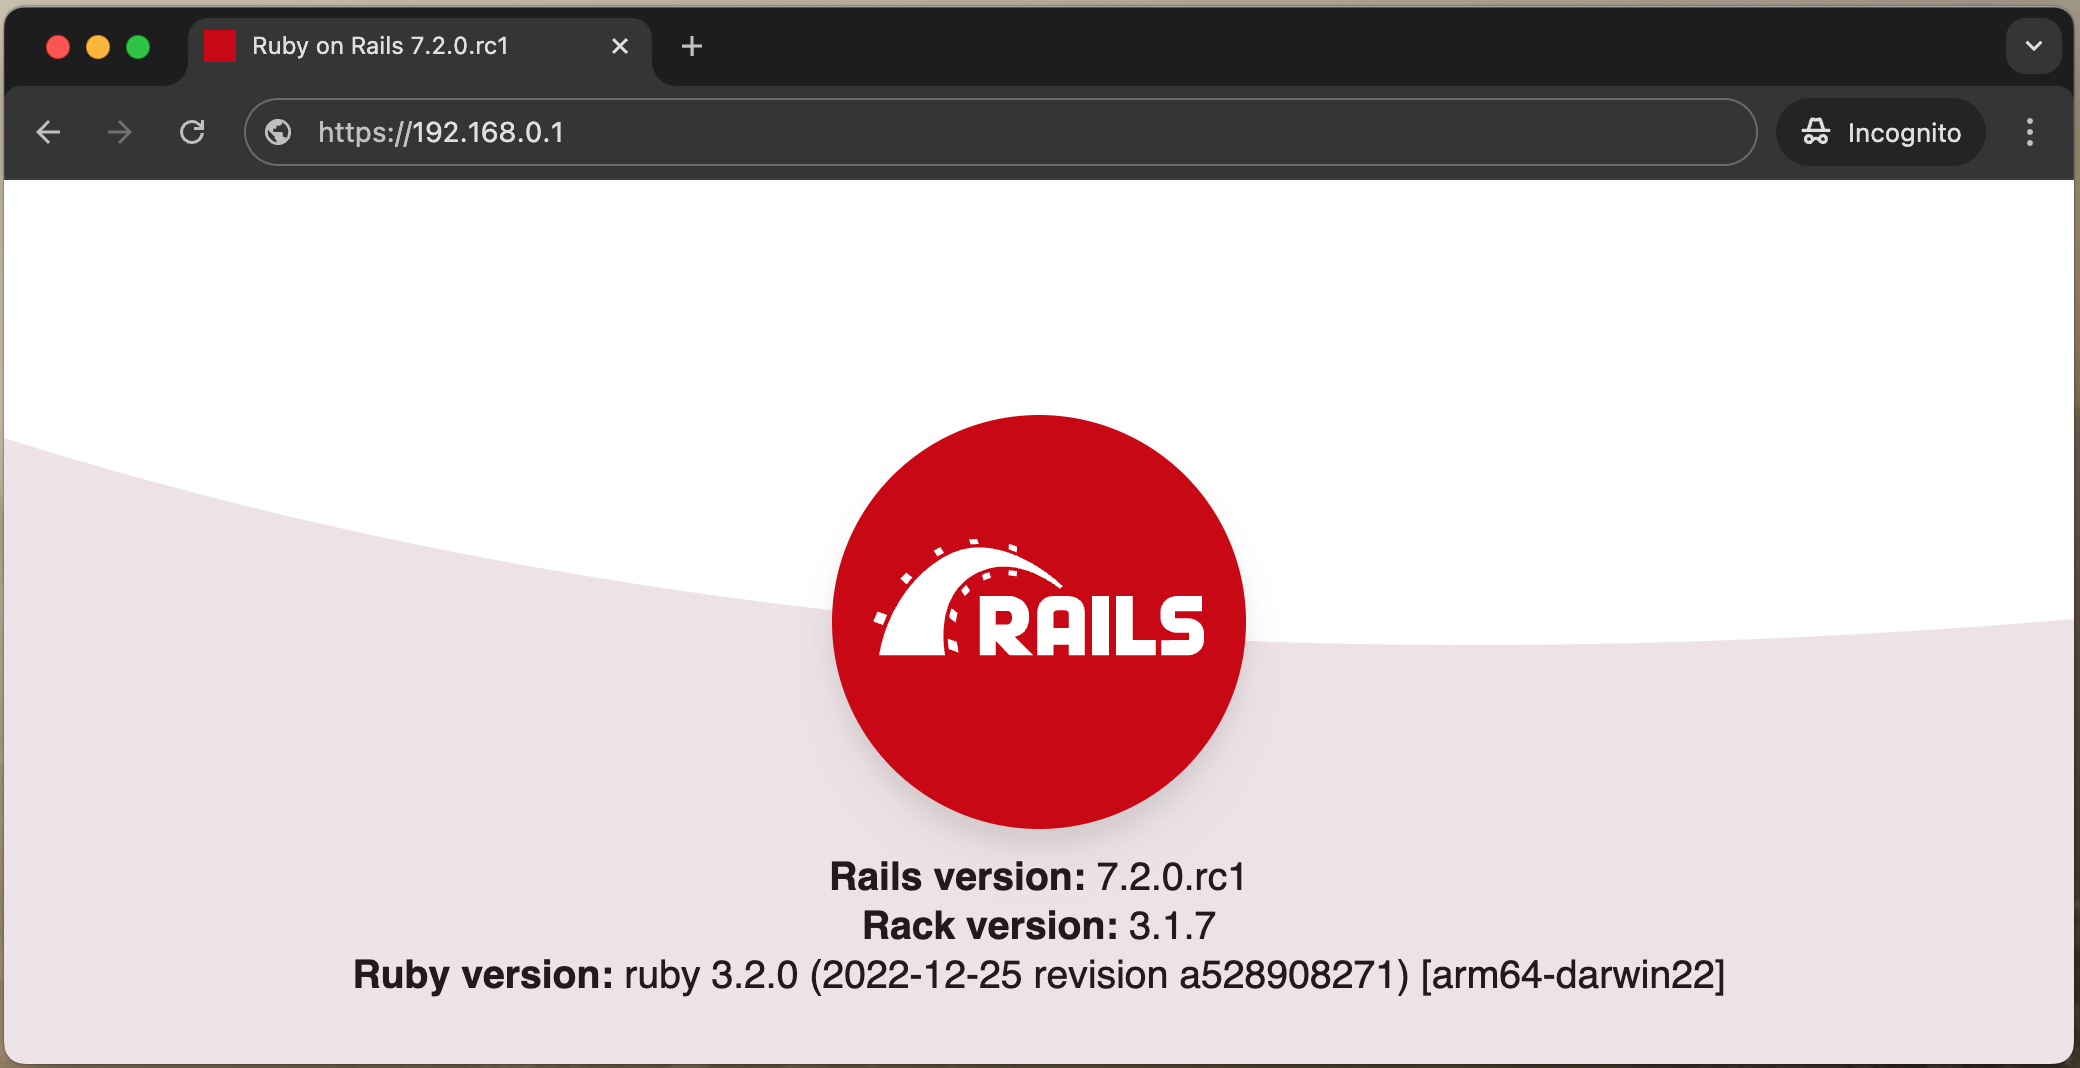 Ruby on Rails 7.2.0.rc1
https://192.168.0.1
Incognito
RAILS
Rails version: 7.2.0.rc1
Rack version: 3.1.7
Ruby version: ruby 3.2.0 (2022-12-25 revision a528908271) [arm64-darwin22]